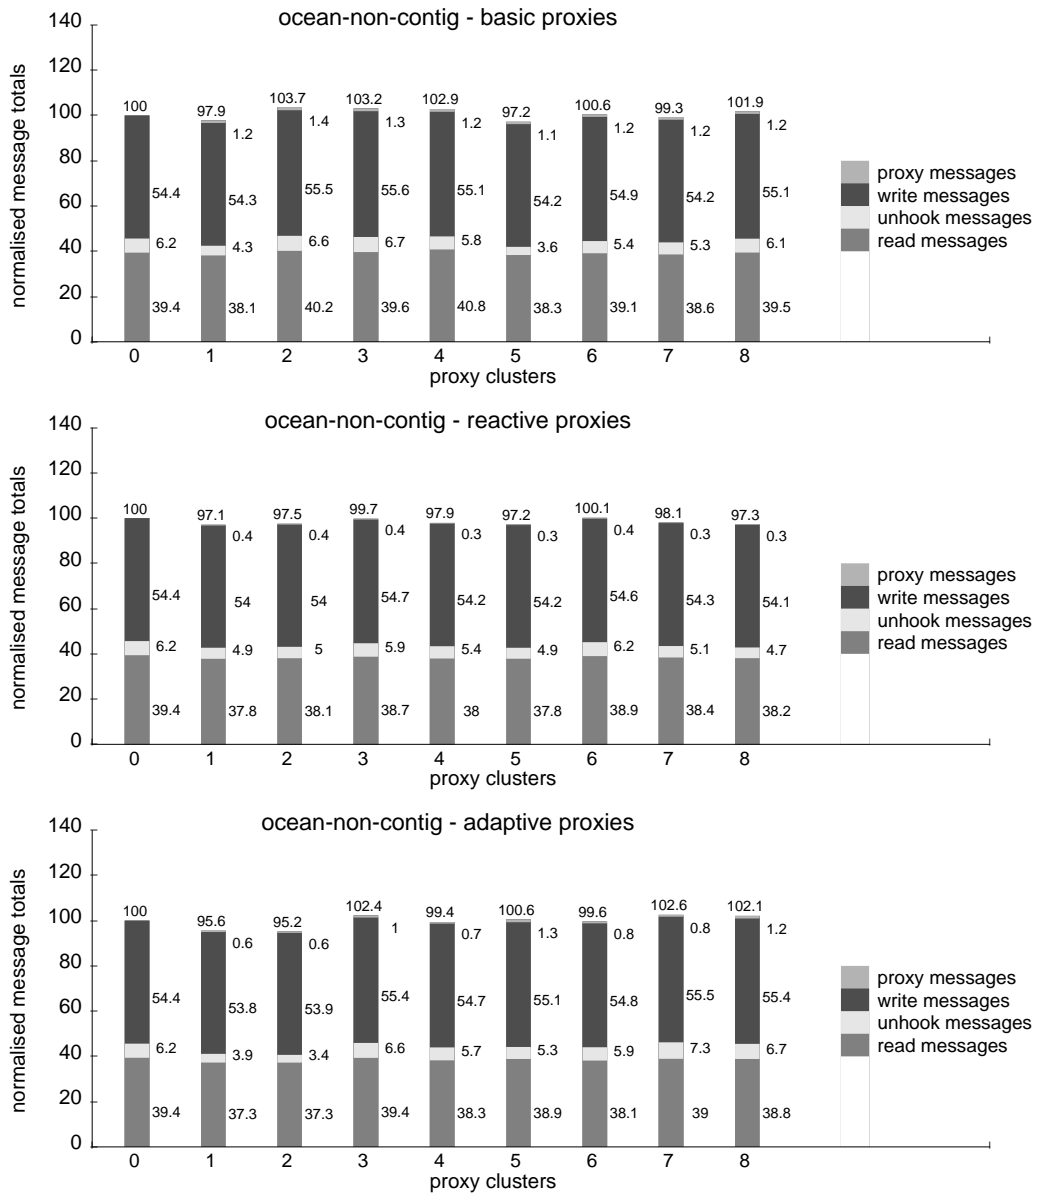 ocean-non-contig - basic proxies
normalised message totals
140
120
100
80
60
40
20
0
100 97.9 103.7 103.2 102.9 97.2 100.6 99.3 101.9
1.2 1.4 1.3 1.2 1.1 1.2 1.2 1.2
54.4 54.3 55.5 55.6 55.1 54.2 54.9 54.2 55.1
6.2 4.3 6.6 6.7 5.8 3.6 5.4 5.3 6.1
39.4 38.1 40.2 39.6 40.8 38.3 39.1 38.6 39.5
0 1 2 3 4 5 6 7 8
proxy clusters
proxy messages
write messages
unhook messages
read messages
ocean-non-contig - reactive proxies
normalised message totals
140
120
100
80
60
40
20
0
100 97.1 97.5 99.7 97.9 97.2 100.1 98.1 97.3
0.4 0.4 0.4 0.3 0.3 0.4 0.3 0.3
54.4 54 54 54.7 54.2 54.2 54.6 54.3 54.1
6.2 4.9 5 5.9 5.4 4.9 6.2 5.1 4.7
39.4 37.8 38.1 38.7 38 37.8 38.9 38.4 38.2
0 1 2 3 4 5 6 7 8
proxy clusters
proxy messages
write messages
unhook messages
read messages
ocean-non-contig - adaptive proxies
normalised message totals
140
120
100
80
60
40
20
0
100 95.6 95.2 102.4 99.4 100.6 99.6 102.6 102.1
0.6 0.6 1 0.7 1.3 0.8 0.8 1.2
54.4 53.8 53.9 55.4 54.7 55.1 54.8 55.5 55.4
6.2 3.9 3.4 6.6 5.7 5.3 5.9 7.3 6.7
39.4 37.3 37.3 39.4 38.3 38.9 38.1 39 38.8
0 1 2 3 4 5 6 7 8
proxy clusters
proxy messages
write messages
unhook messages
read messages